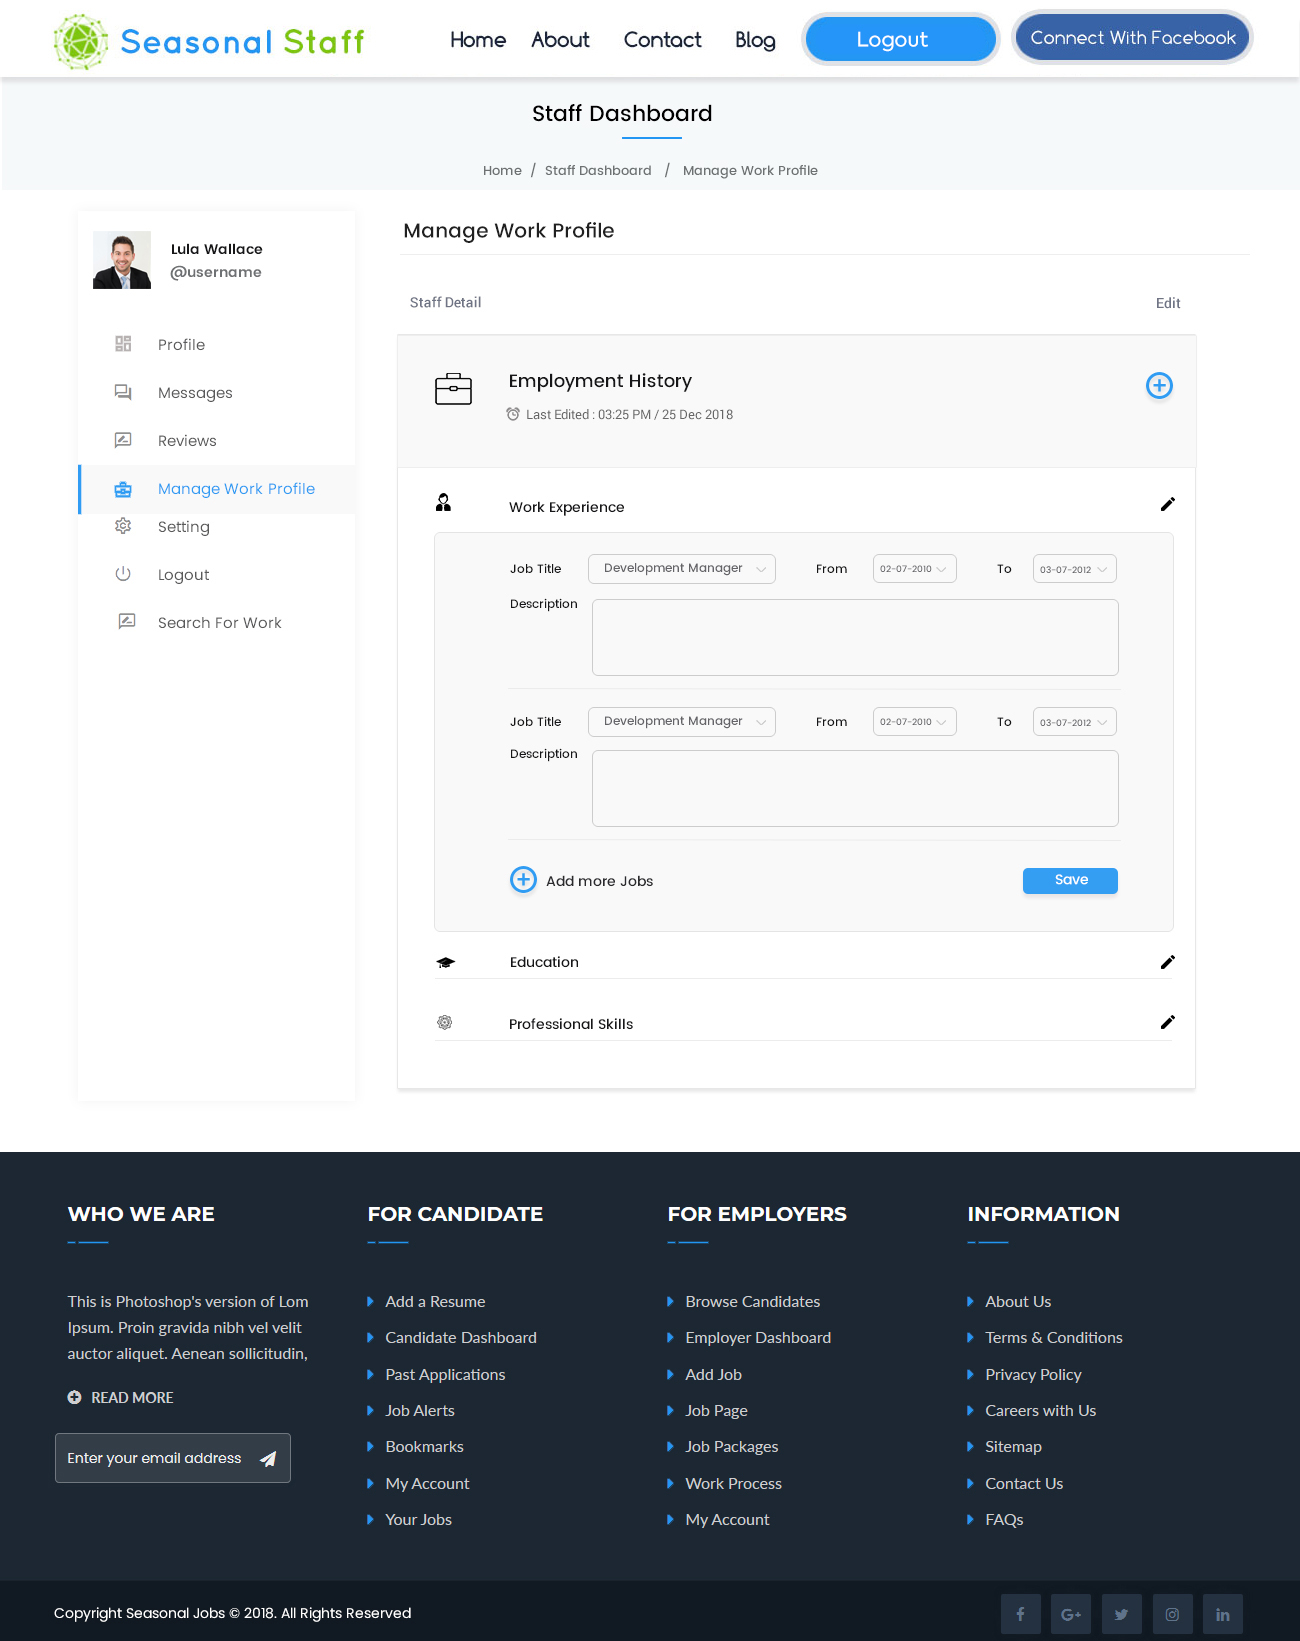 Seasonal Staff
Home About Contact Blog Logout Connect With Facebook
Staff Dashboard
Home / Staff Dashboard / Manage Work Profile
Lula Wallace
@username
Profile
Messages
Reviews
Manage Work Profile
Setting
Logout
Search For Work
Manage Work Profile
Staff Detail Edit
Employment History
Last Edited : 03:25 PM / 25 Dec 2018
Work Experience
Job Title Development Manager From 02-07-2010 To 03-07-2012
Description
Job Title Development Manager From 02-07-2010 To 03-07-2012
Description
Add more Jobs Save
Education
Professional Skills
WHO WE ARE
This is Photoshop's version of Lom
Ipsum. Proin gravida nibh vel velit
auctor aliquet. Aenean sollicitudin,
READ MORE
Enter your email address
FOR CANDIDATE
Add a Resume
Candidate Dashboard
Past Applications
Job Alerts
Bookmarks
My Account
Your Jobs
FOR EMPLOYERS
Browse Candidates
Employer Dashboard
Add Job
Job Page
Job Packages
Work Process
My Account
INFORMATION
About Us
Terms & Conditions
Privacy Policy
Careers with Us
Sitemap
Contact Us
FAQs
Copyright Seasonal Jobs © 2018. All Rights Reserved